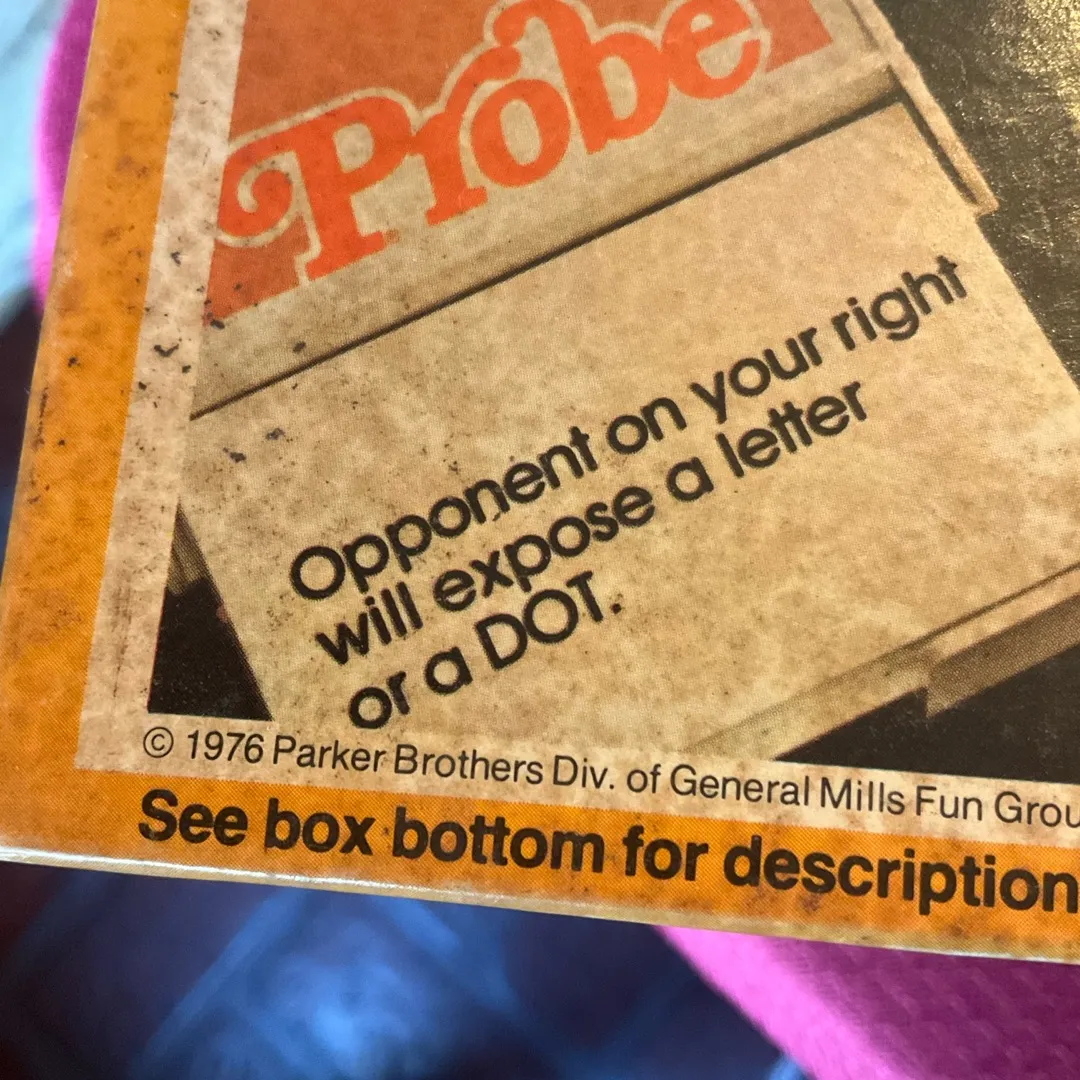 Probe
Opponent on your right
will expose a letter
or a DOT.
© 1976 Parker Brothers Div. of General Mills Fun Grou
See box bottom for description